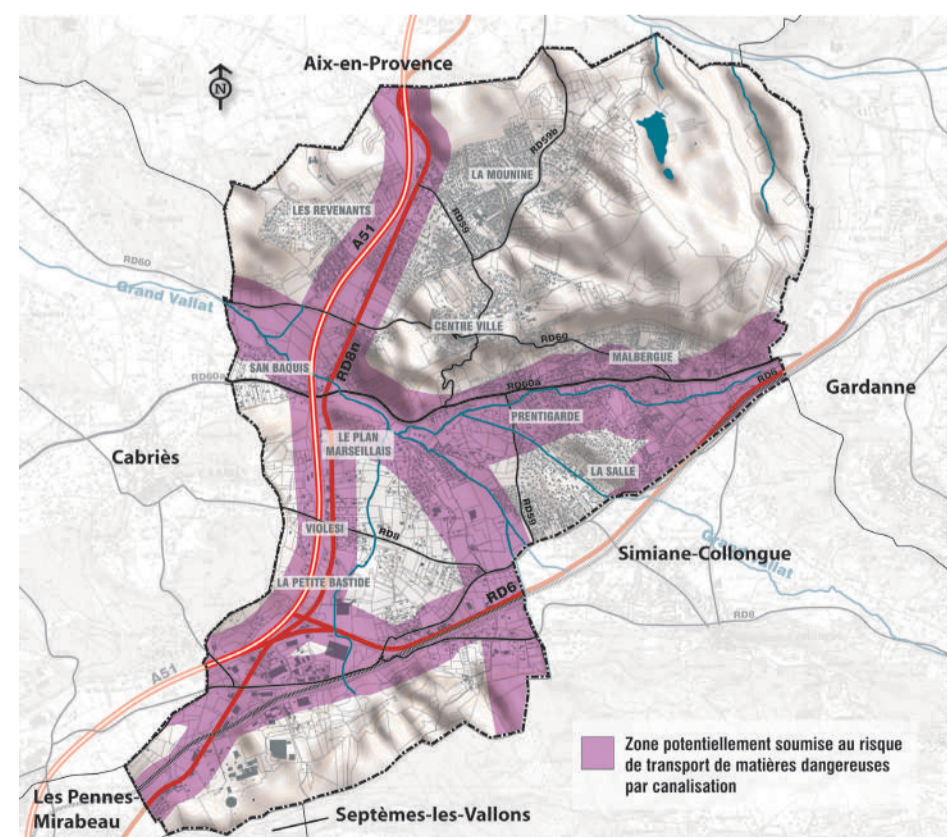 Aix-en-Provence
N
RD59b
LA MOUNINE
LES REVENANTS
A51
RD59
RD60
Grand Vallat
CENTRE VILLE
RD60
RD8n
MALBERGUE
SAN BAQUIS
RD60a
RD60a
RD6
Gardanne
PRENTIGARDE
LE PLAN
MARSEILLAIS
Cabriès
LA SALLE
RD59
VIOLESI
RD8
Simiane-Collongue
Grand Vallat
LA PETITE BASTIDE
RD6
RD8
A51
Zone potentiellement soumise au risque
de transport de matières dangereuses
par canalisation
Les Pennes-
Mirabeau
Septèmes-les-Vallons